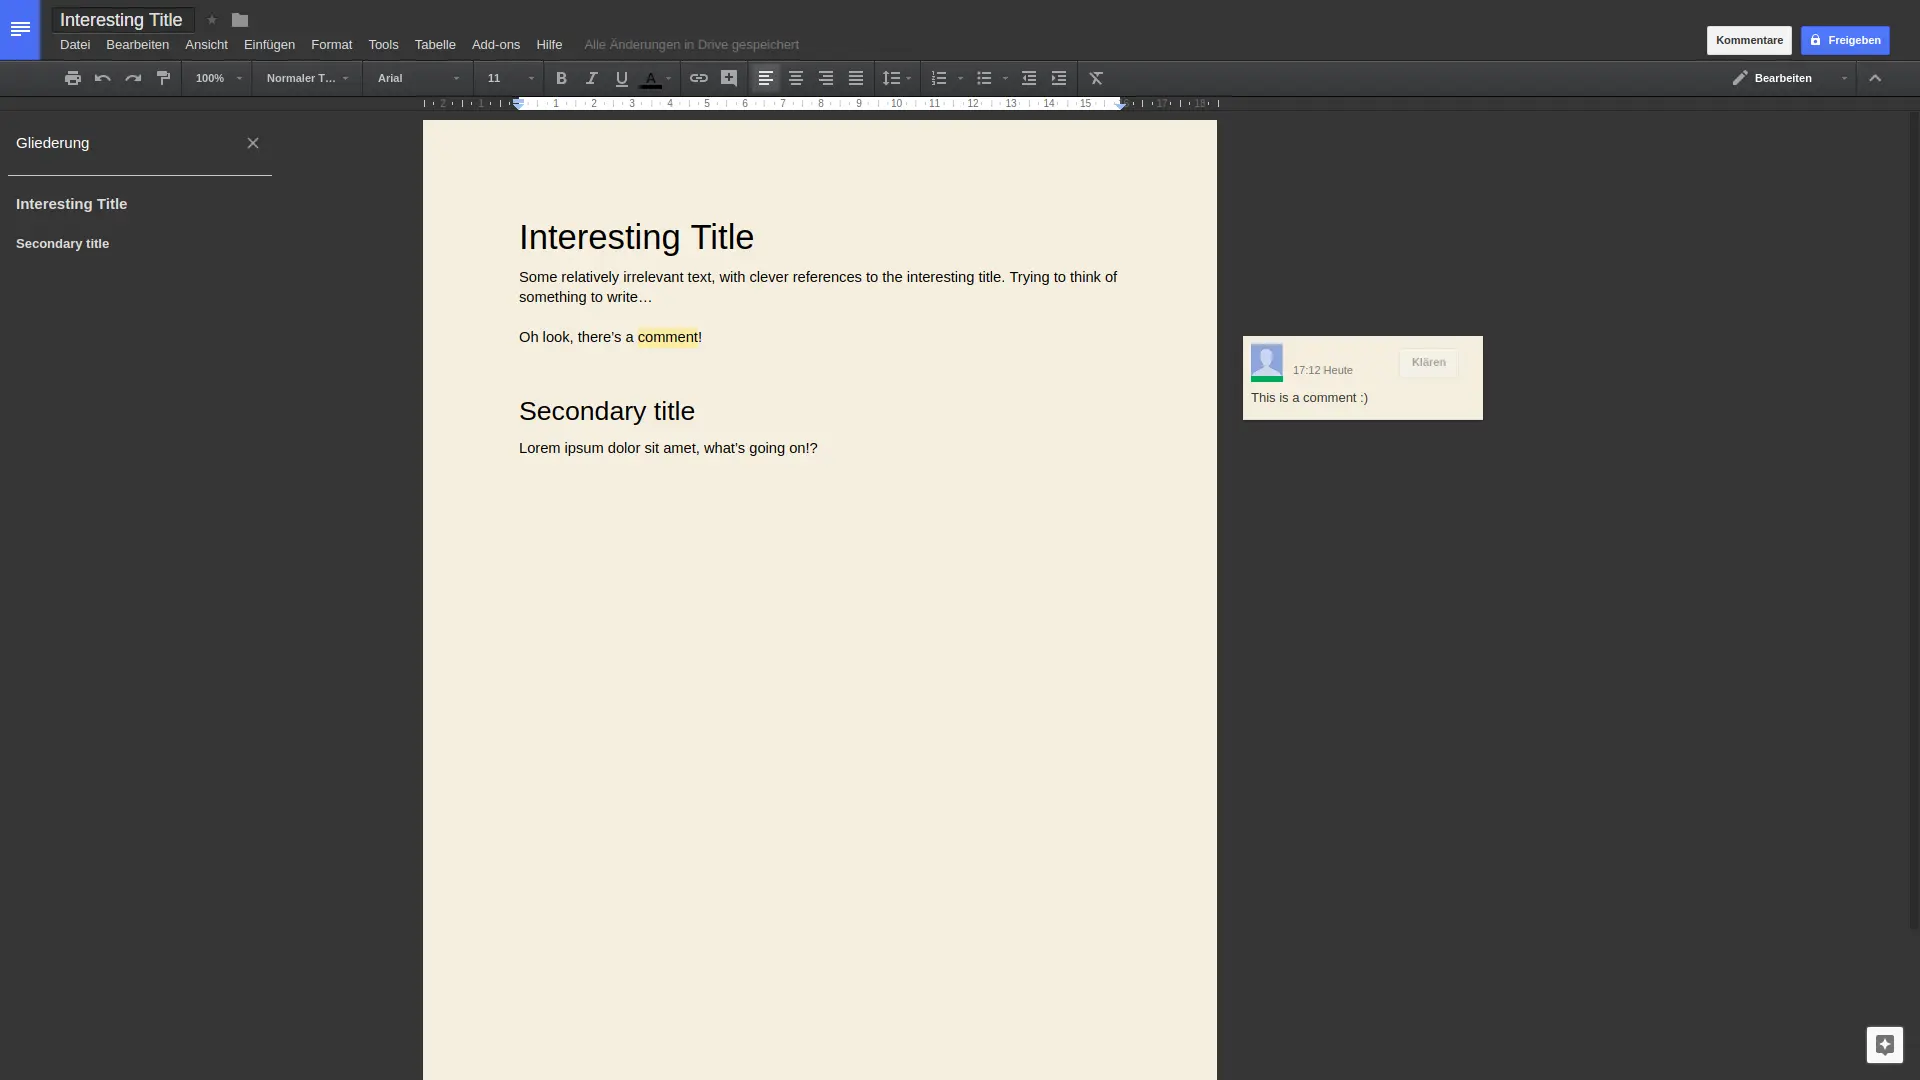 Interesting Title
Datei Bearbeiten Ansicht Einfügen Format Tools Tabelle Add-ons Hilfe Alle Änderungen in Drive gespeichert
Kommentare Freigeben
100% Normaler T... Arial 11 B I U A Bearbeiten
2 1 1 2 3 4 5 6 7 8 9 10 11 12 13 14 15 16 17 18
Gliederung
Interesting Title
Secondary title
Interesting Title
Some relatively irrelevant text, with clever references to the interesting title. Trying to think of
something to write…
Oh look, there’s a comment!
Secondary title
Lorem ipsum dolor sit amet, what’s going on!?
17:12 Heute Klären
This is a comment :)